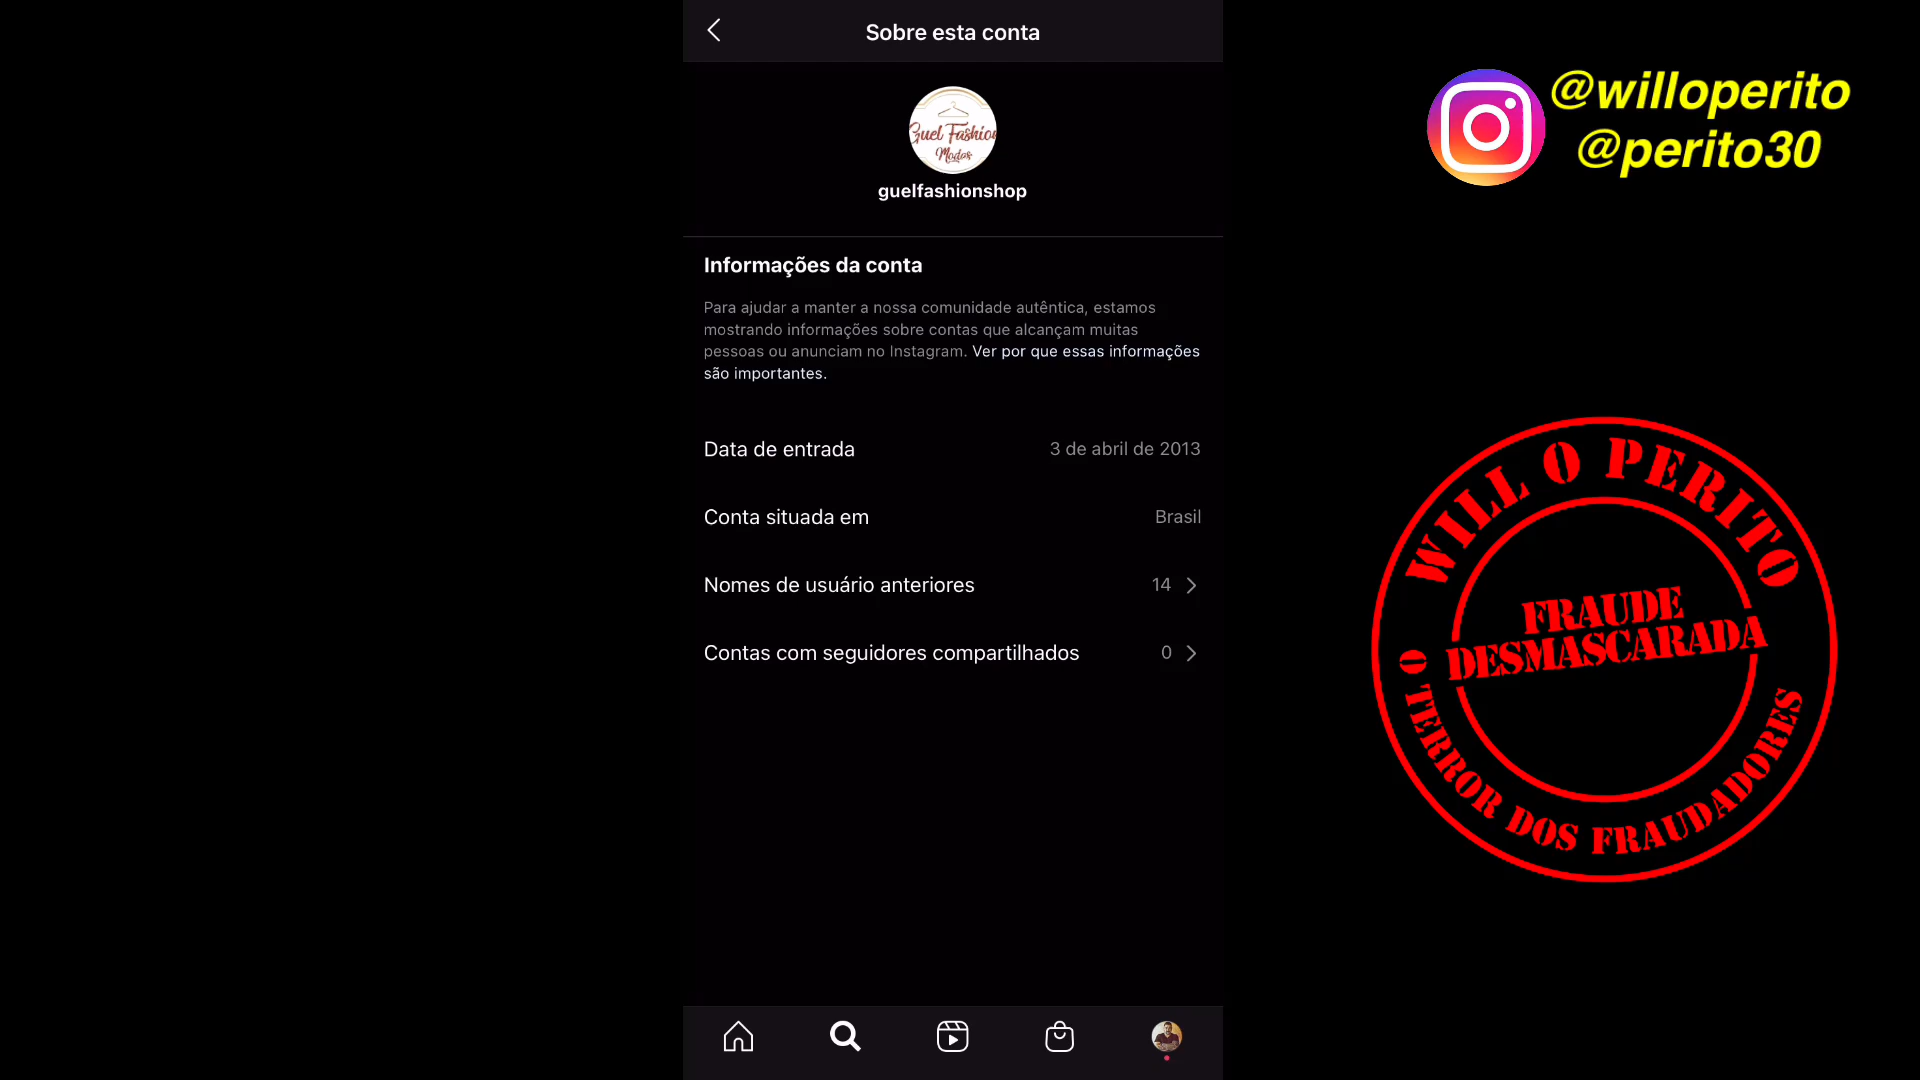 Sobre esta conta
Guel Fashion
Modas
guelfashionshop
Informações da conta
Para ajudar a manter a nossa comunidade autêntica, estamos
mostrando informações sobre contas que alcançam muitas
pessoas ou anunciam no Instagram. Ver por que essas informações
são importantes.
Data de entrada 3 de abril de 2013
Conta situada em Brasil
Nomes de usuário anteriores 14
Contas com seguidores compartilhados 0
@willoperito
@perito30
WILL O PERITO
FRAUDE
DESMASCARADA
O TERROR DOS FRAUDADORES